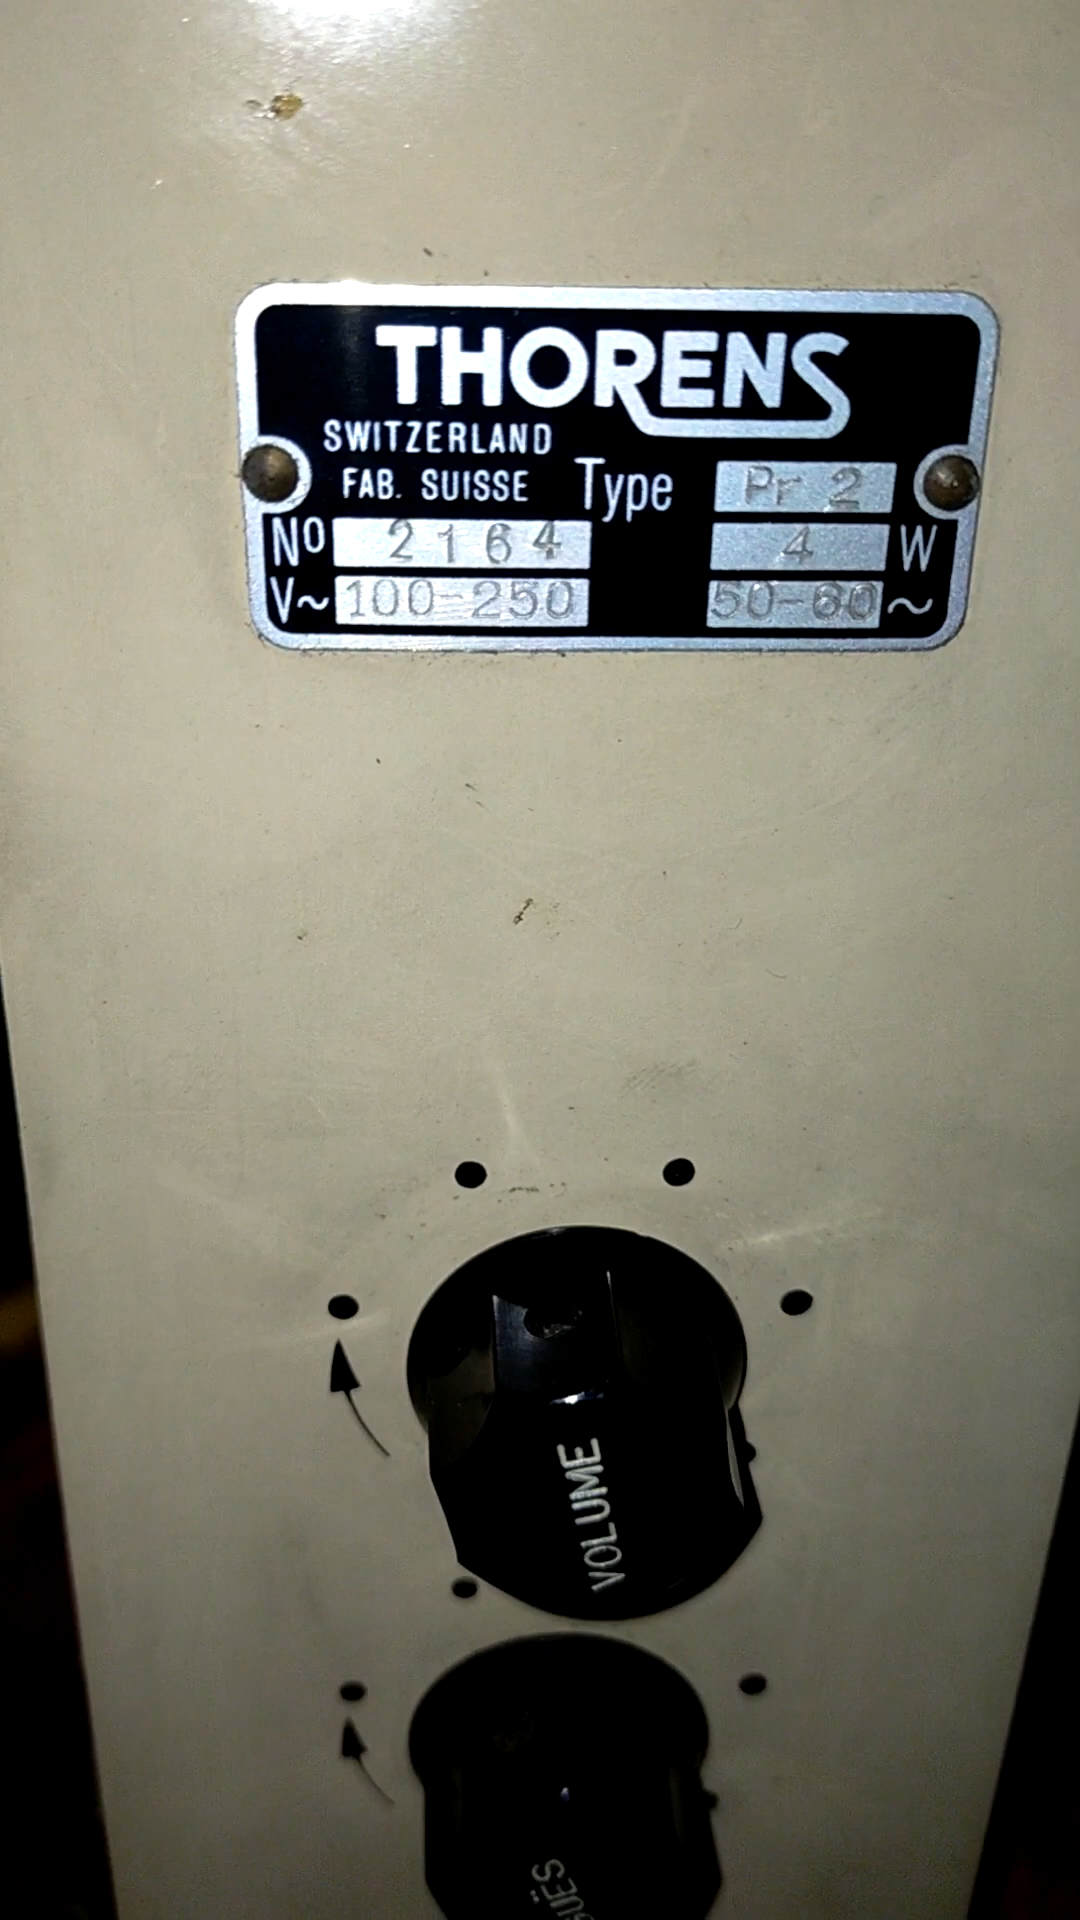 THORENS
SWITZERLAND
FAB. SUISSE Type Pr 2
No 2164 4 W
V~ 100-250 50-60 ~
VOLUME